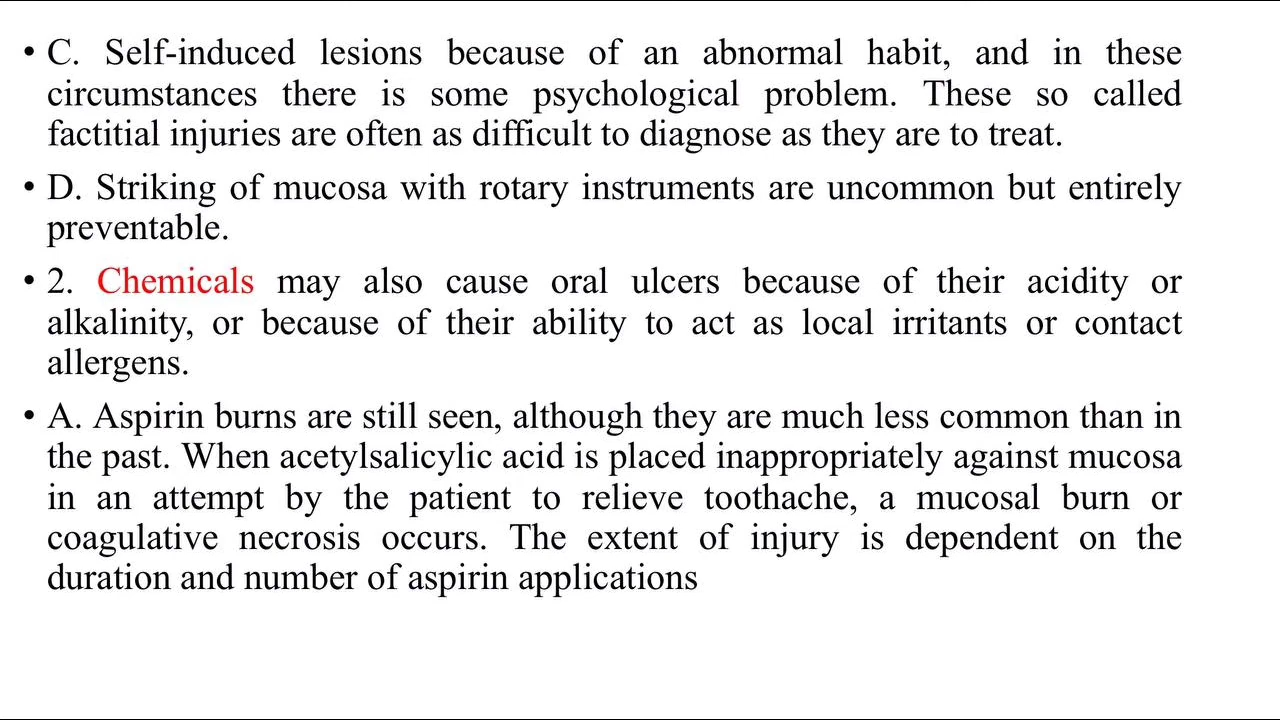 • C. Self-induced lesions because of an abnormal habit, and in these
circumstances there is some psychological problem. These so called
factitial injuries are often as difficult to diagnose as they are to treat.
• D. Striking of mucosa with rotary instruments are uncommon but entirely
preventable.
• 2. Chemicals may also cause oral ulcers because of their acidity or
alkalinity, or because of their ability to act as local irritants or contact
allergens.
• A. Aspirin burns are still seen, although they are much less common than in
the past. When acetylsalicylic acid is placed inappropriately against mucosa
in an attempt by the patient to relieve toothache, a mucosal burn or
coagulative necrosis occurs. The extent of injury is dependent on the
duration and number of aspirin applications